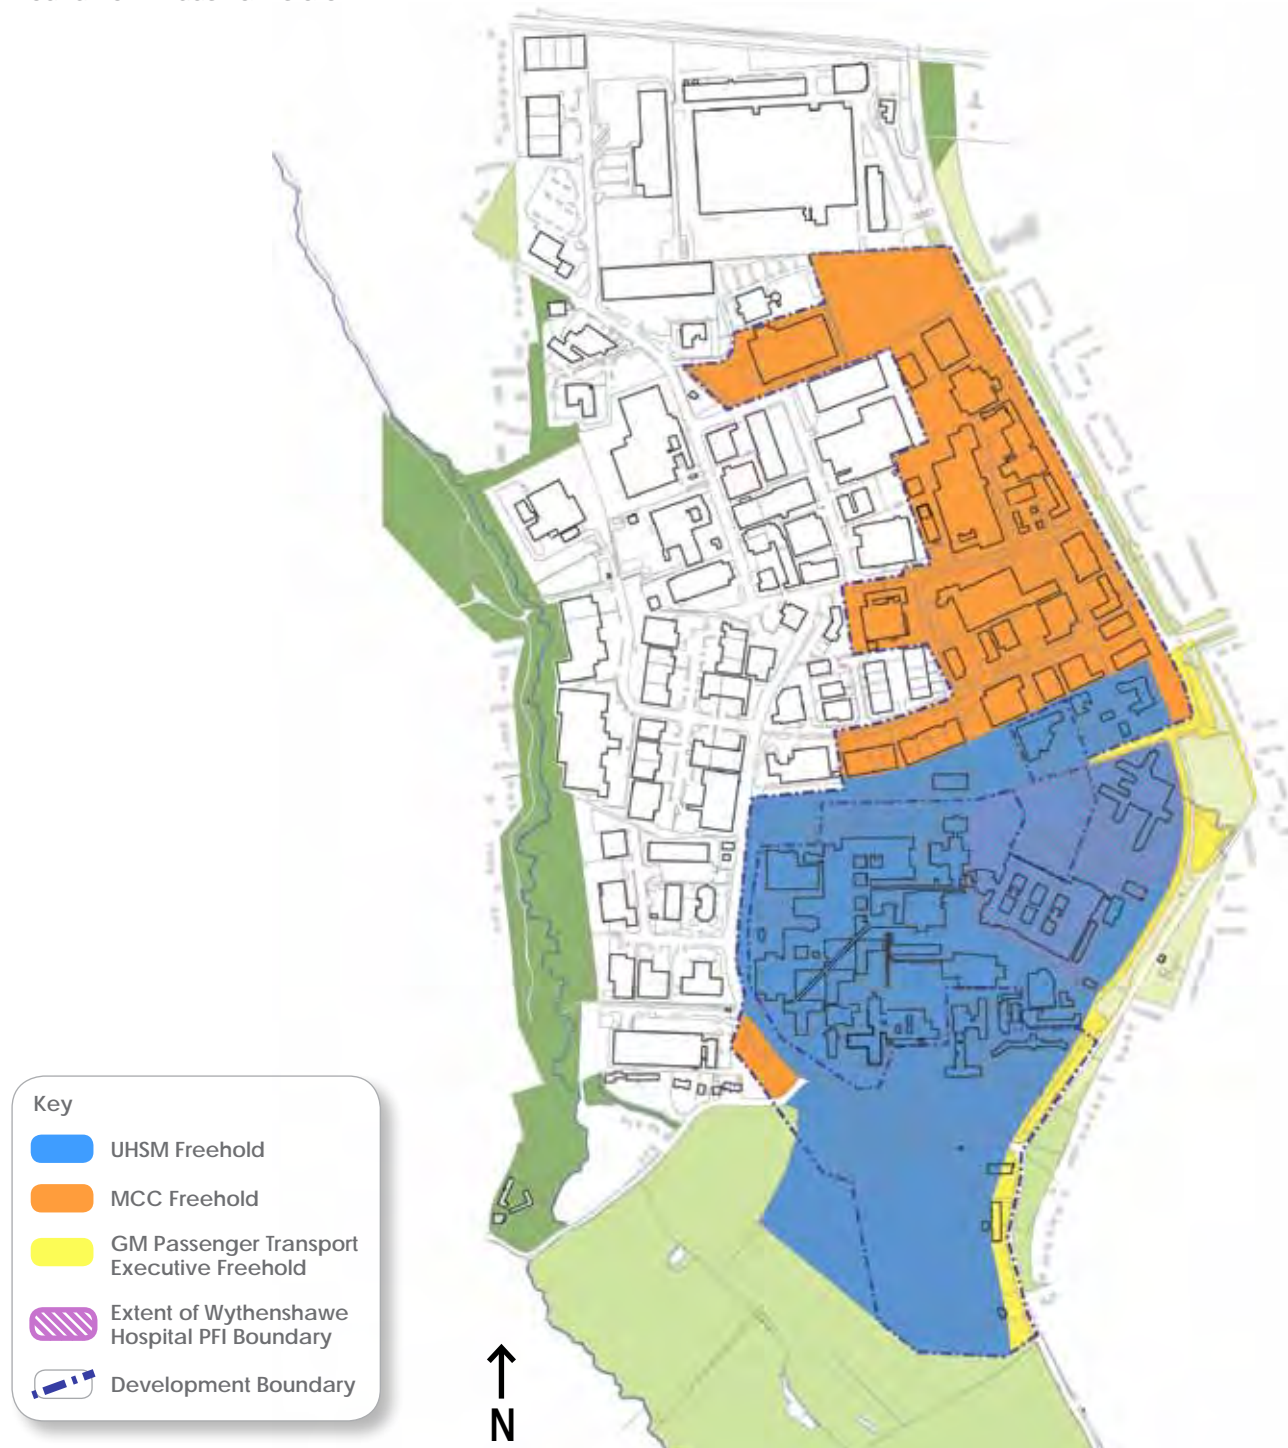 Key
UHSM Freehold
MCC Freehold
GM Passenger Transport
Executive Freehold
Extent of Wythenshawe
Hospital PFI Boundary
Development Boundary
N